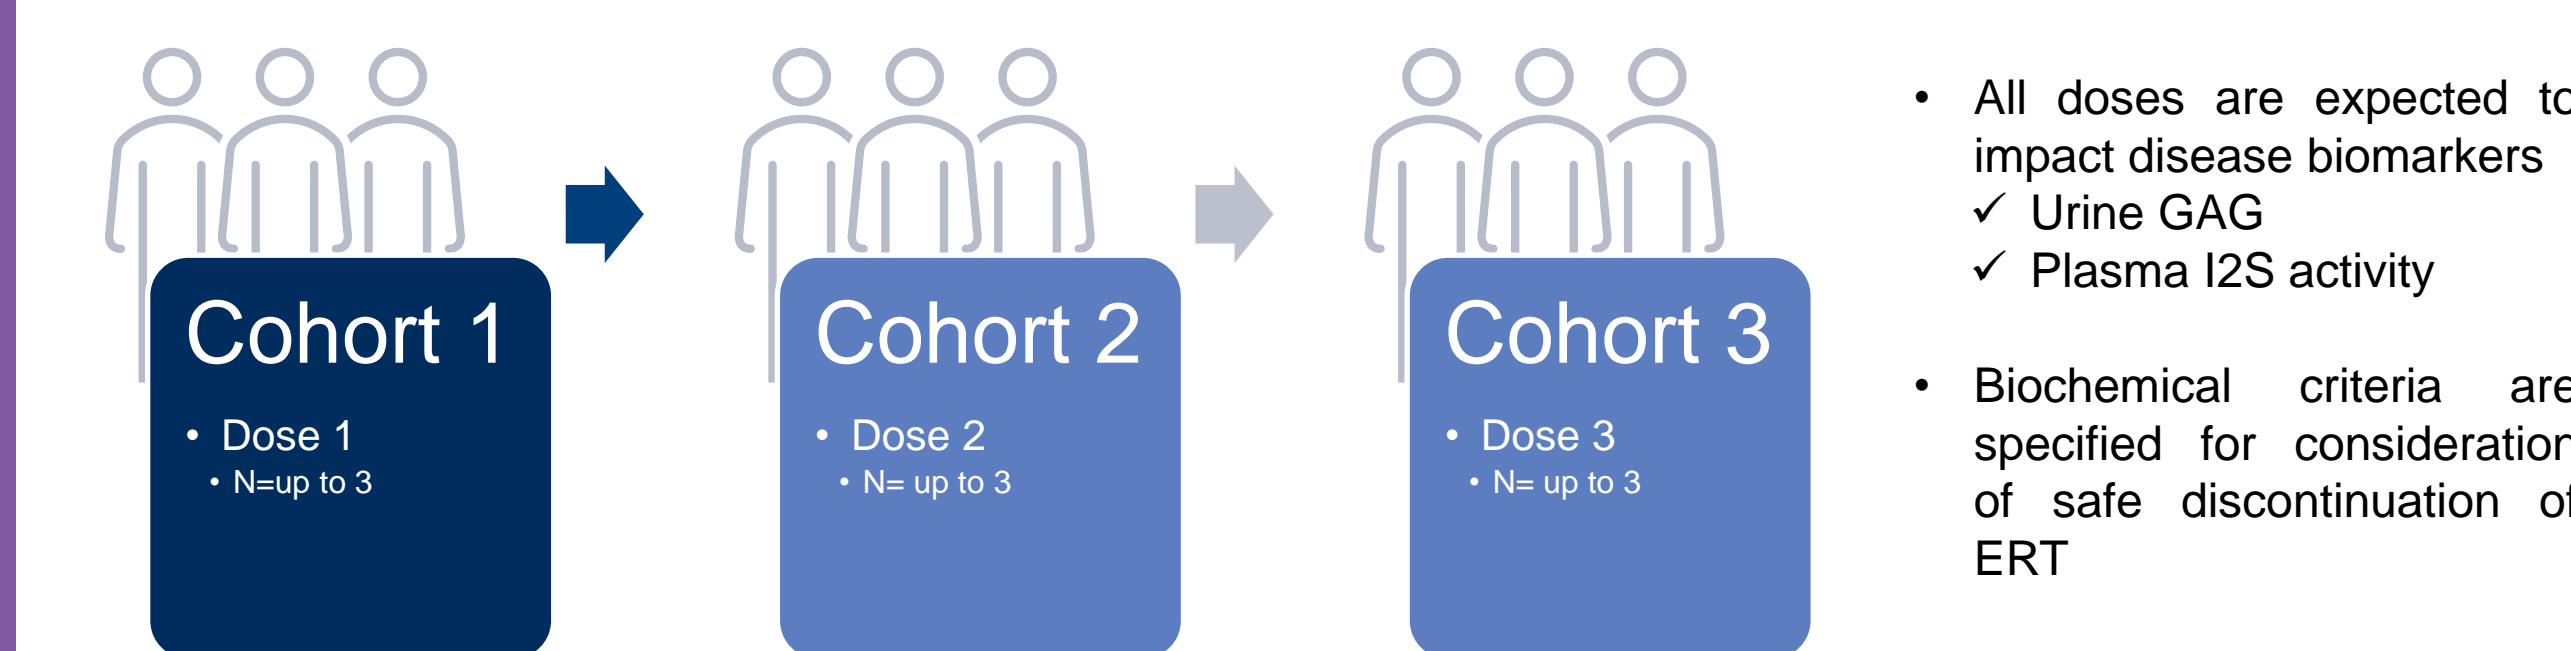 Cohort 1
• Dose 1
• N=up to 3
Cohort 2
• Dose 2
• N= up to 3
Cohort 3
• Dose 3
• N= up to 3
• All doses are expected to
impact disease biomarkers
✓ Urine GAG
✓ Plasma I2S activity
• Biochemical criteria are
specified for consideration
of safe discontinuation of
ERT